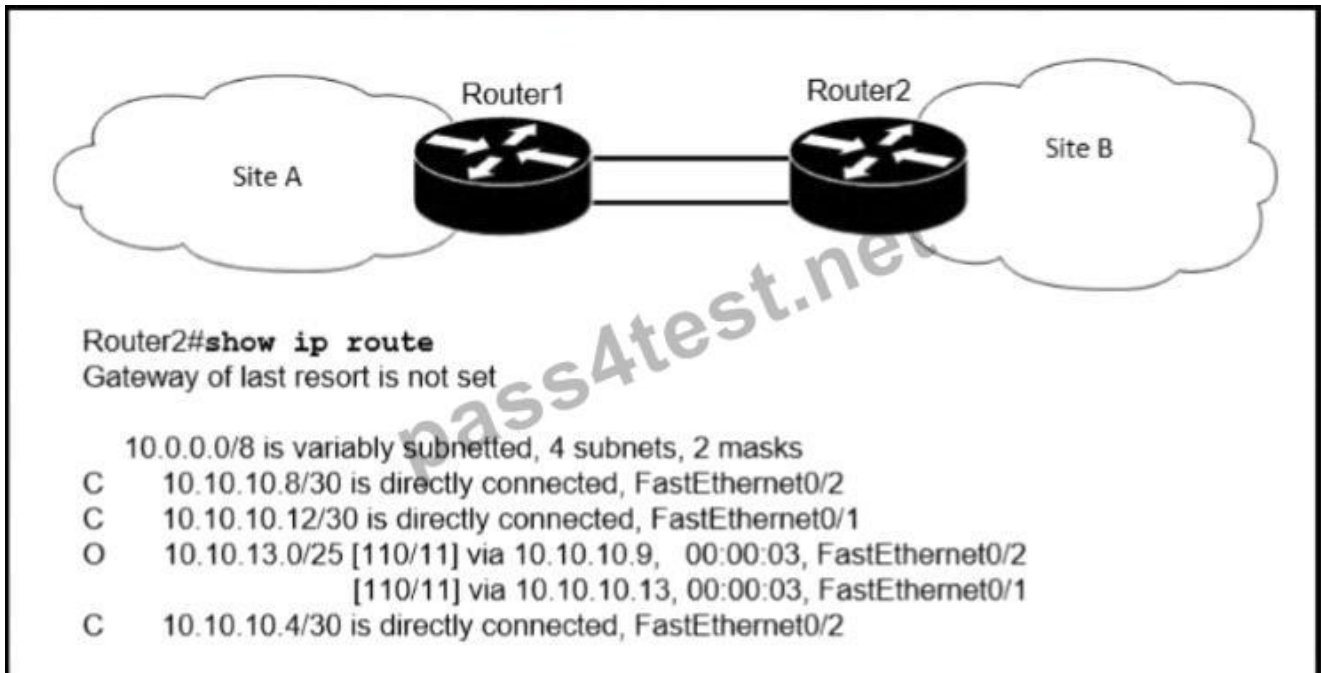 Router1
Router2
Site A
Site B
pass4test.net
Router2#show ip route
Gateway of last resort is not set
10.0.0.0/8 is variably subnetted, 4 subnets, 2 masks
C 10.10.10.8/30 is directly connected, FastEthernet0/2
C 10.10.10.12/30 is directly connected, FastEthernet0/1
O 10.10.13.0/25 [110/11] via 10.10.10.9, 00:00:03, FastEthernet0/2
[110/11] via 10.10.10.13, 00:00:03, FastEthernet0/1
C 10.10.10.4/30 is directly connected, FastEthernet0/2